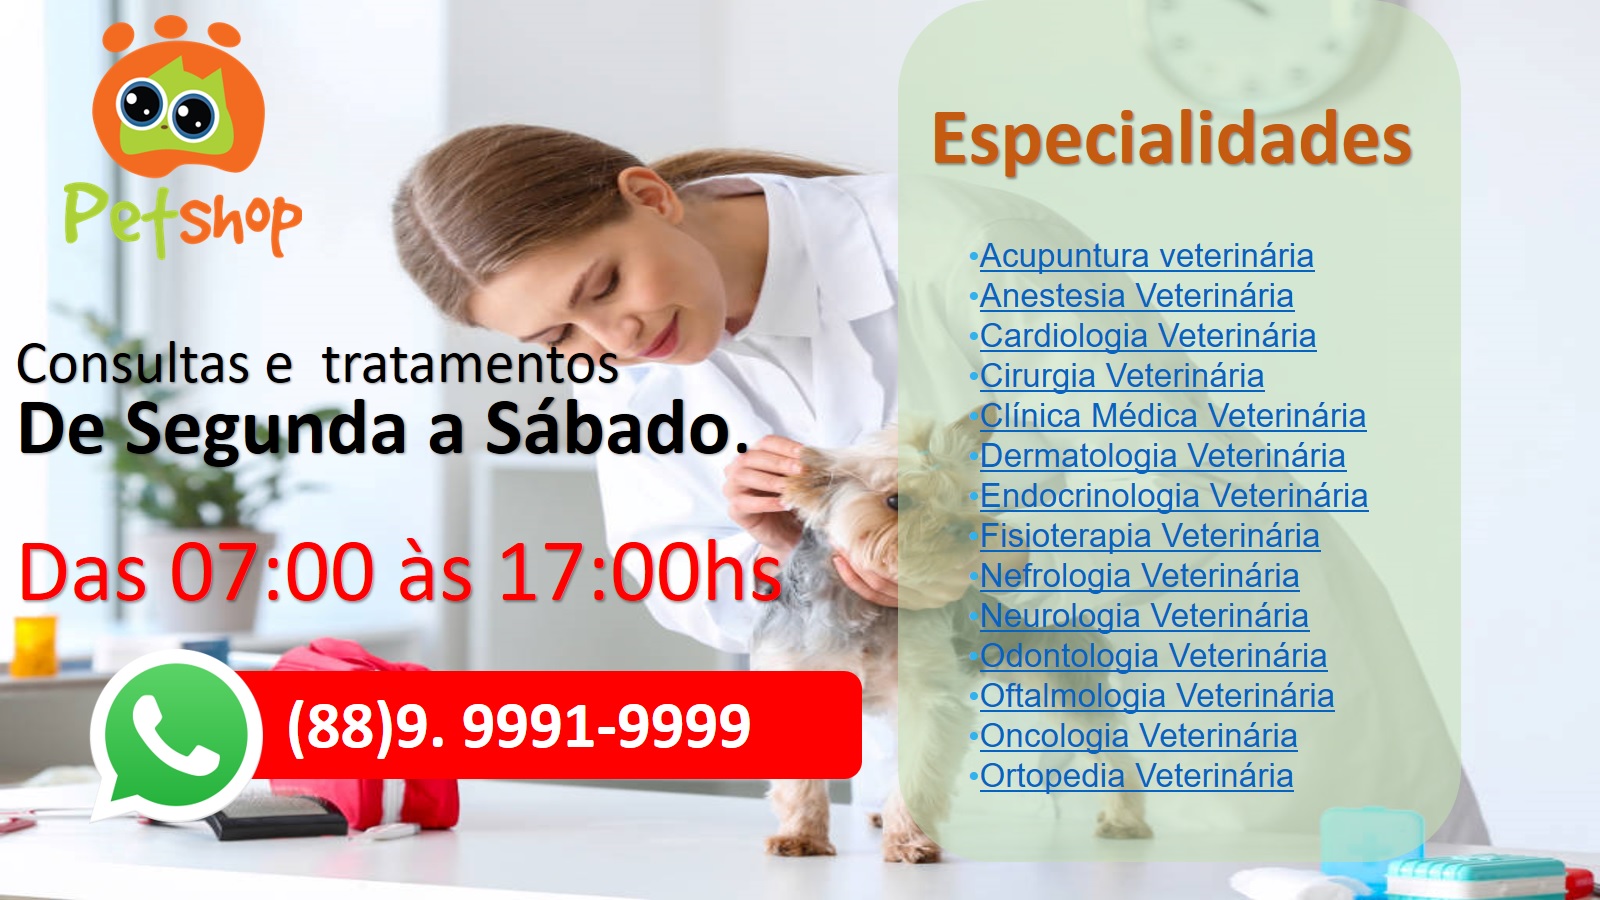 Petshop
Consultas e tratamentos
De Segunda a Sábado.
Das 07:00 às 17:00hs
(88)9. 9991-9999
Especialidades
•Acupuntura veterinária
•Anestesia Veterinária
•Cardiologia Veterinária
•Cirurgia Veterinária
•Clínica Médica Veterinária
•Dermatologia Veterinária
•Endocrinologia Veterinária
•Fisioterapia Veterinária
•Nefrologia Veterinária
•Neurologia Veterinária
•Odontologia Veterinária
•Oftalmologia Veterinária
•Oncologia Veterinária
•Ortopedia Veterinária